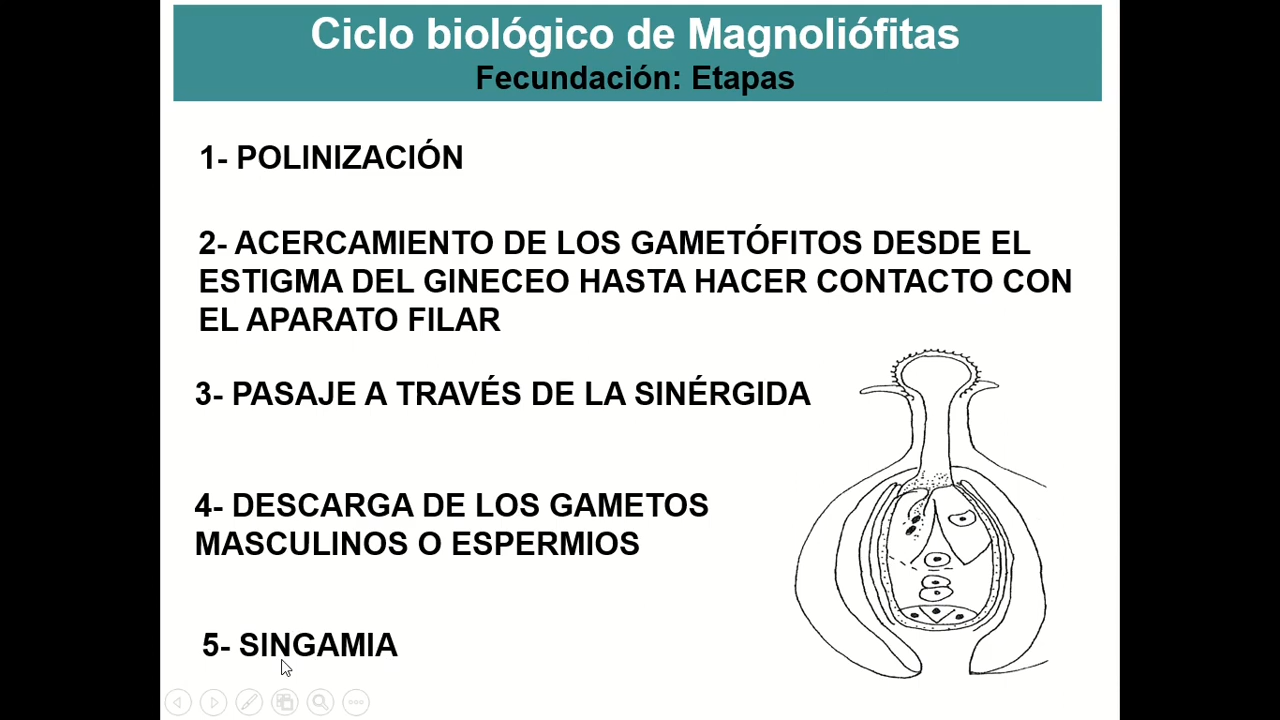 Ciclo biológico de Magnoliófitas
Fecundación: Etapas
1- POLINIZACIÓN
2- ACERCAMIENTO DE LOS GAMETÓFITOS DESDE EL
ESTIGMA DEL GINECEO HASTA HACER CONTACTO CON
EL APARATO FILAR
3- PASAJE A TRAVÉS DE LA SINÉRGIDA
4- DESCARGA DE LOS GAMETOS
MASCULINOS O ESPERMIOS
5- SINGAMIA